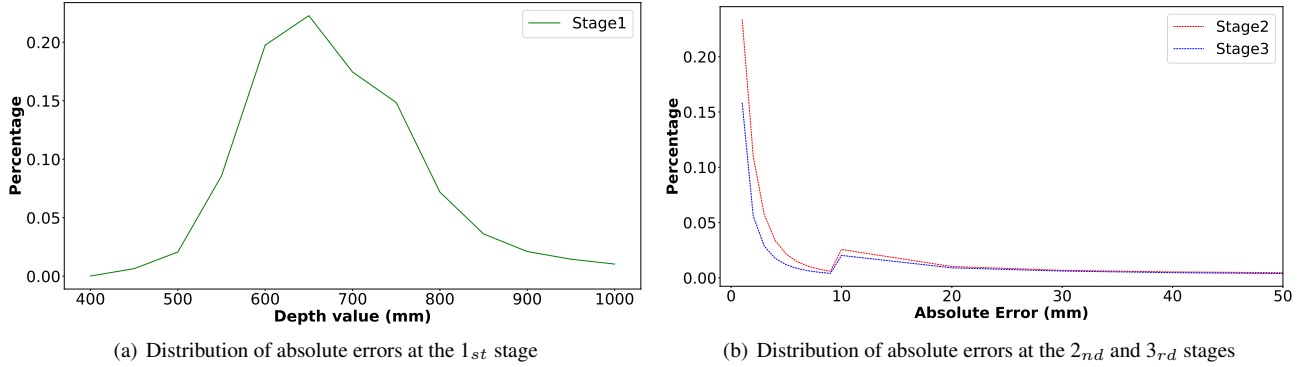 Stage1
0.20
0.15
0.10
0.05
0.00
Percentage
400 500 600 700 800 900 1000
Depth value (mm)
(a) Distribution of absolute errors at the 1st stage
Stage2
Stage3
0.20
0.15
0.10
0.05
0.00
Percentage
0 10 20 30 40 50
Absolute Error (mm)
(b) Distribution of absolute errors at the 2nd and 3rd stages